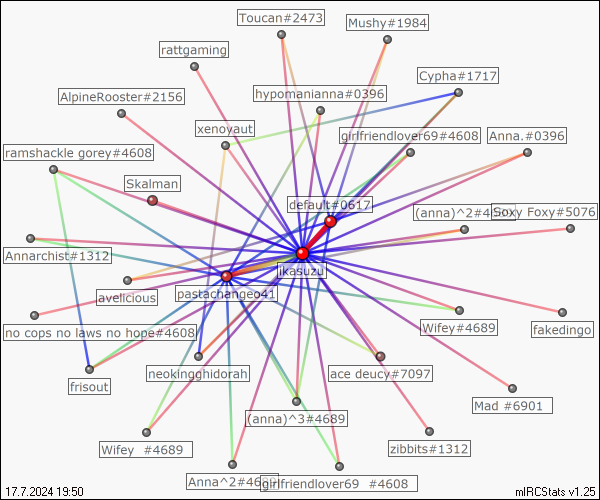 Toucan#2473
Mushy#1984
rattgaming
Cypha#1717
AlpineRooster#2156
hypomanianna#0396
xenoyaut
girlfriendlover69#4608
Anna.#0396
ramshackle gorey#4608
Skalman
default#0617
(anna)^2#4
Soxy Foxy#5076
Annarchist#1312
jikasuzu
avelicious
pastachangeo41
no cops no laws no hope#4608
Wifey#4689
fakedingo
frisout
neokingghidorah
ace deucy#7097
(anna)^3#4689
Mad #6901
Wifey #4689
zibbits#1312
Anna^2#46
girlfriendlover69 #4608
17.7.2024 19:50
mIRCStats v1.25